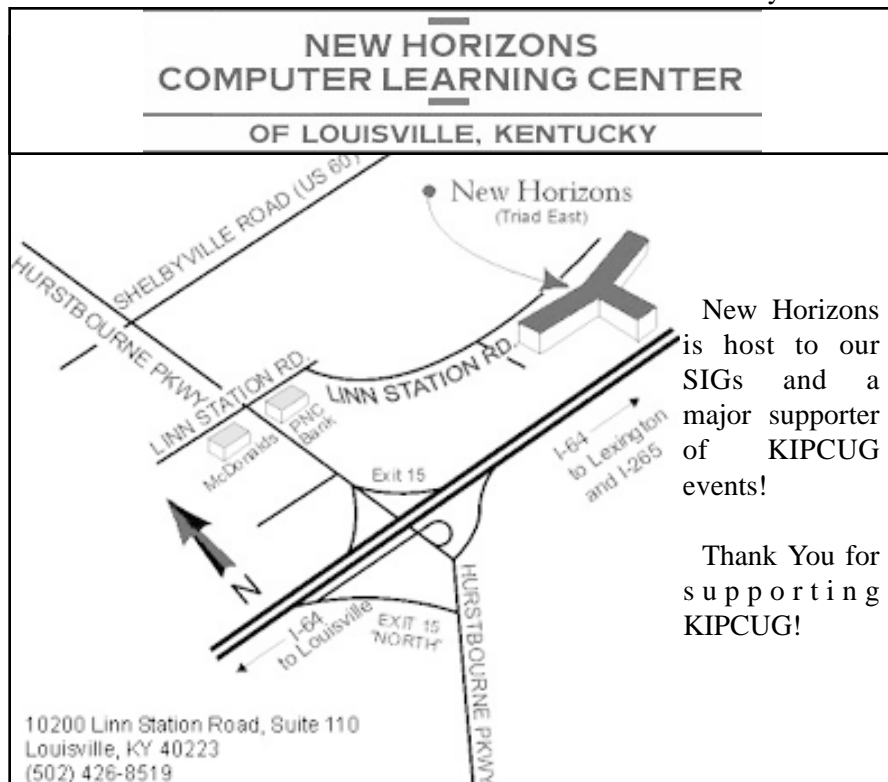 NEW HORIZONS
COMPUTER LEARNING CENTER
OF LOUISVILLE, KENTUCKY
New Horizons
(Triad East)
SHELBYVILLE ROAD (US 60)
HURSTBOURNE PKWY.
LINN STATION RD.
LINN STATION RD.
McDonalds
PNC
Bank
Exit 15
I-64
to Lexington
and I-265
N
I-64
to Louisville
EXIT 15
"NORTH"
HURSTBOURNE PKWY
New Horizons
is host to our
SIGs and a
major supporter
of KIPCUG
events!
Thank You for
supporting
KIPCUG!
10200 Linn Station Road, Suite 110
Louisville, KY 40223
(502) 426-8519